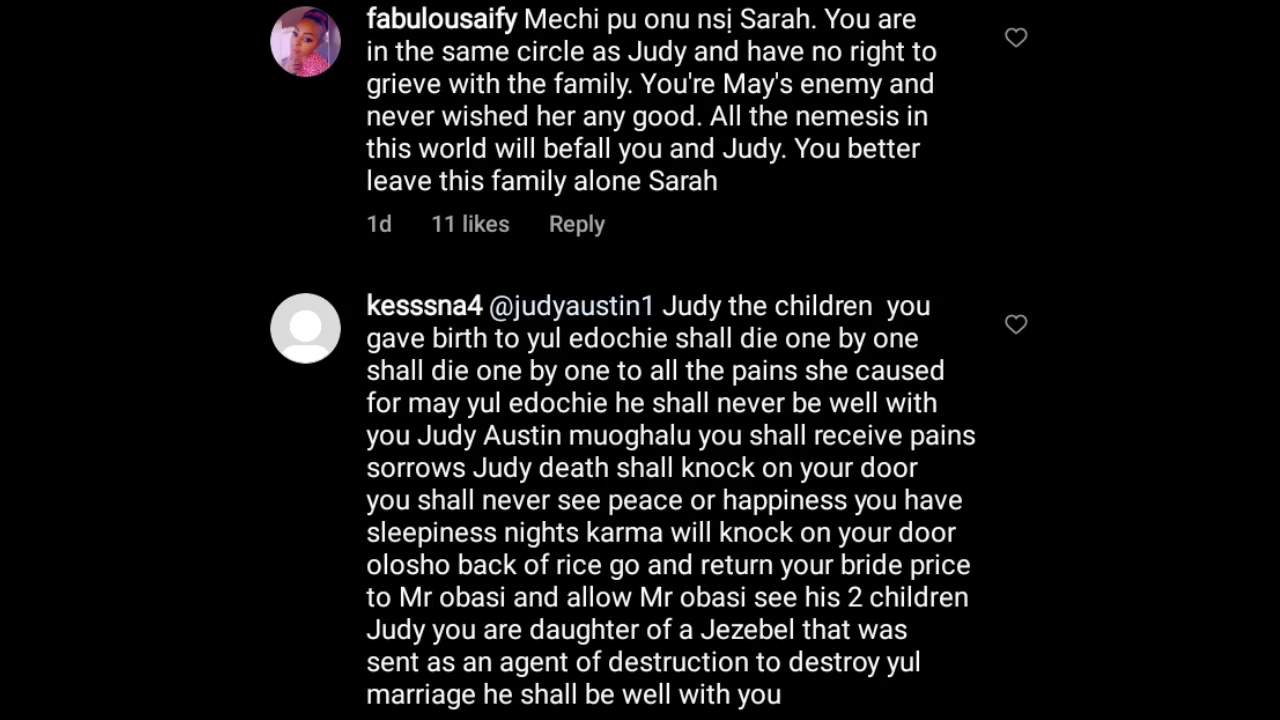 fabulousaify Mechi pu onu nsị Sarah. You are
in the same circle as Judy and have no right to
grieve with the family. You're May's enemy and
never wished her any good. All the nemesis in
this world will befall you and Judy. You better
leave this family alone Sarah
1d 11 likes Reply
kesssna4 @judyaustin1 Judy the children you
gave birth to yul edochie shall die one by one
shall die one by one to all the pains she caused
for may yul edochie he shall never be well with
you Judy Austin muoghalu you shall receive pains
sorrows Judy death shall knock on your door
you shall never see peace or happiness you have
sleepiness nights karma will knock on your door
olosho back of rice go and return your bride price
to Mr obasi and allow Mr obasi see his 2 children
Judy you are daughter of a Jezebel that was
sent as an agent of destruction to destroy yul
marriage he shall be well with you